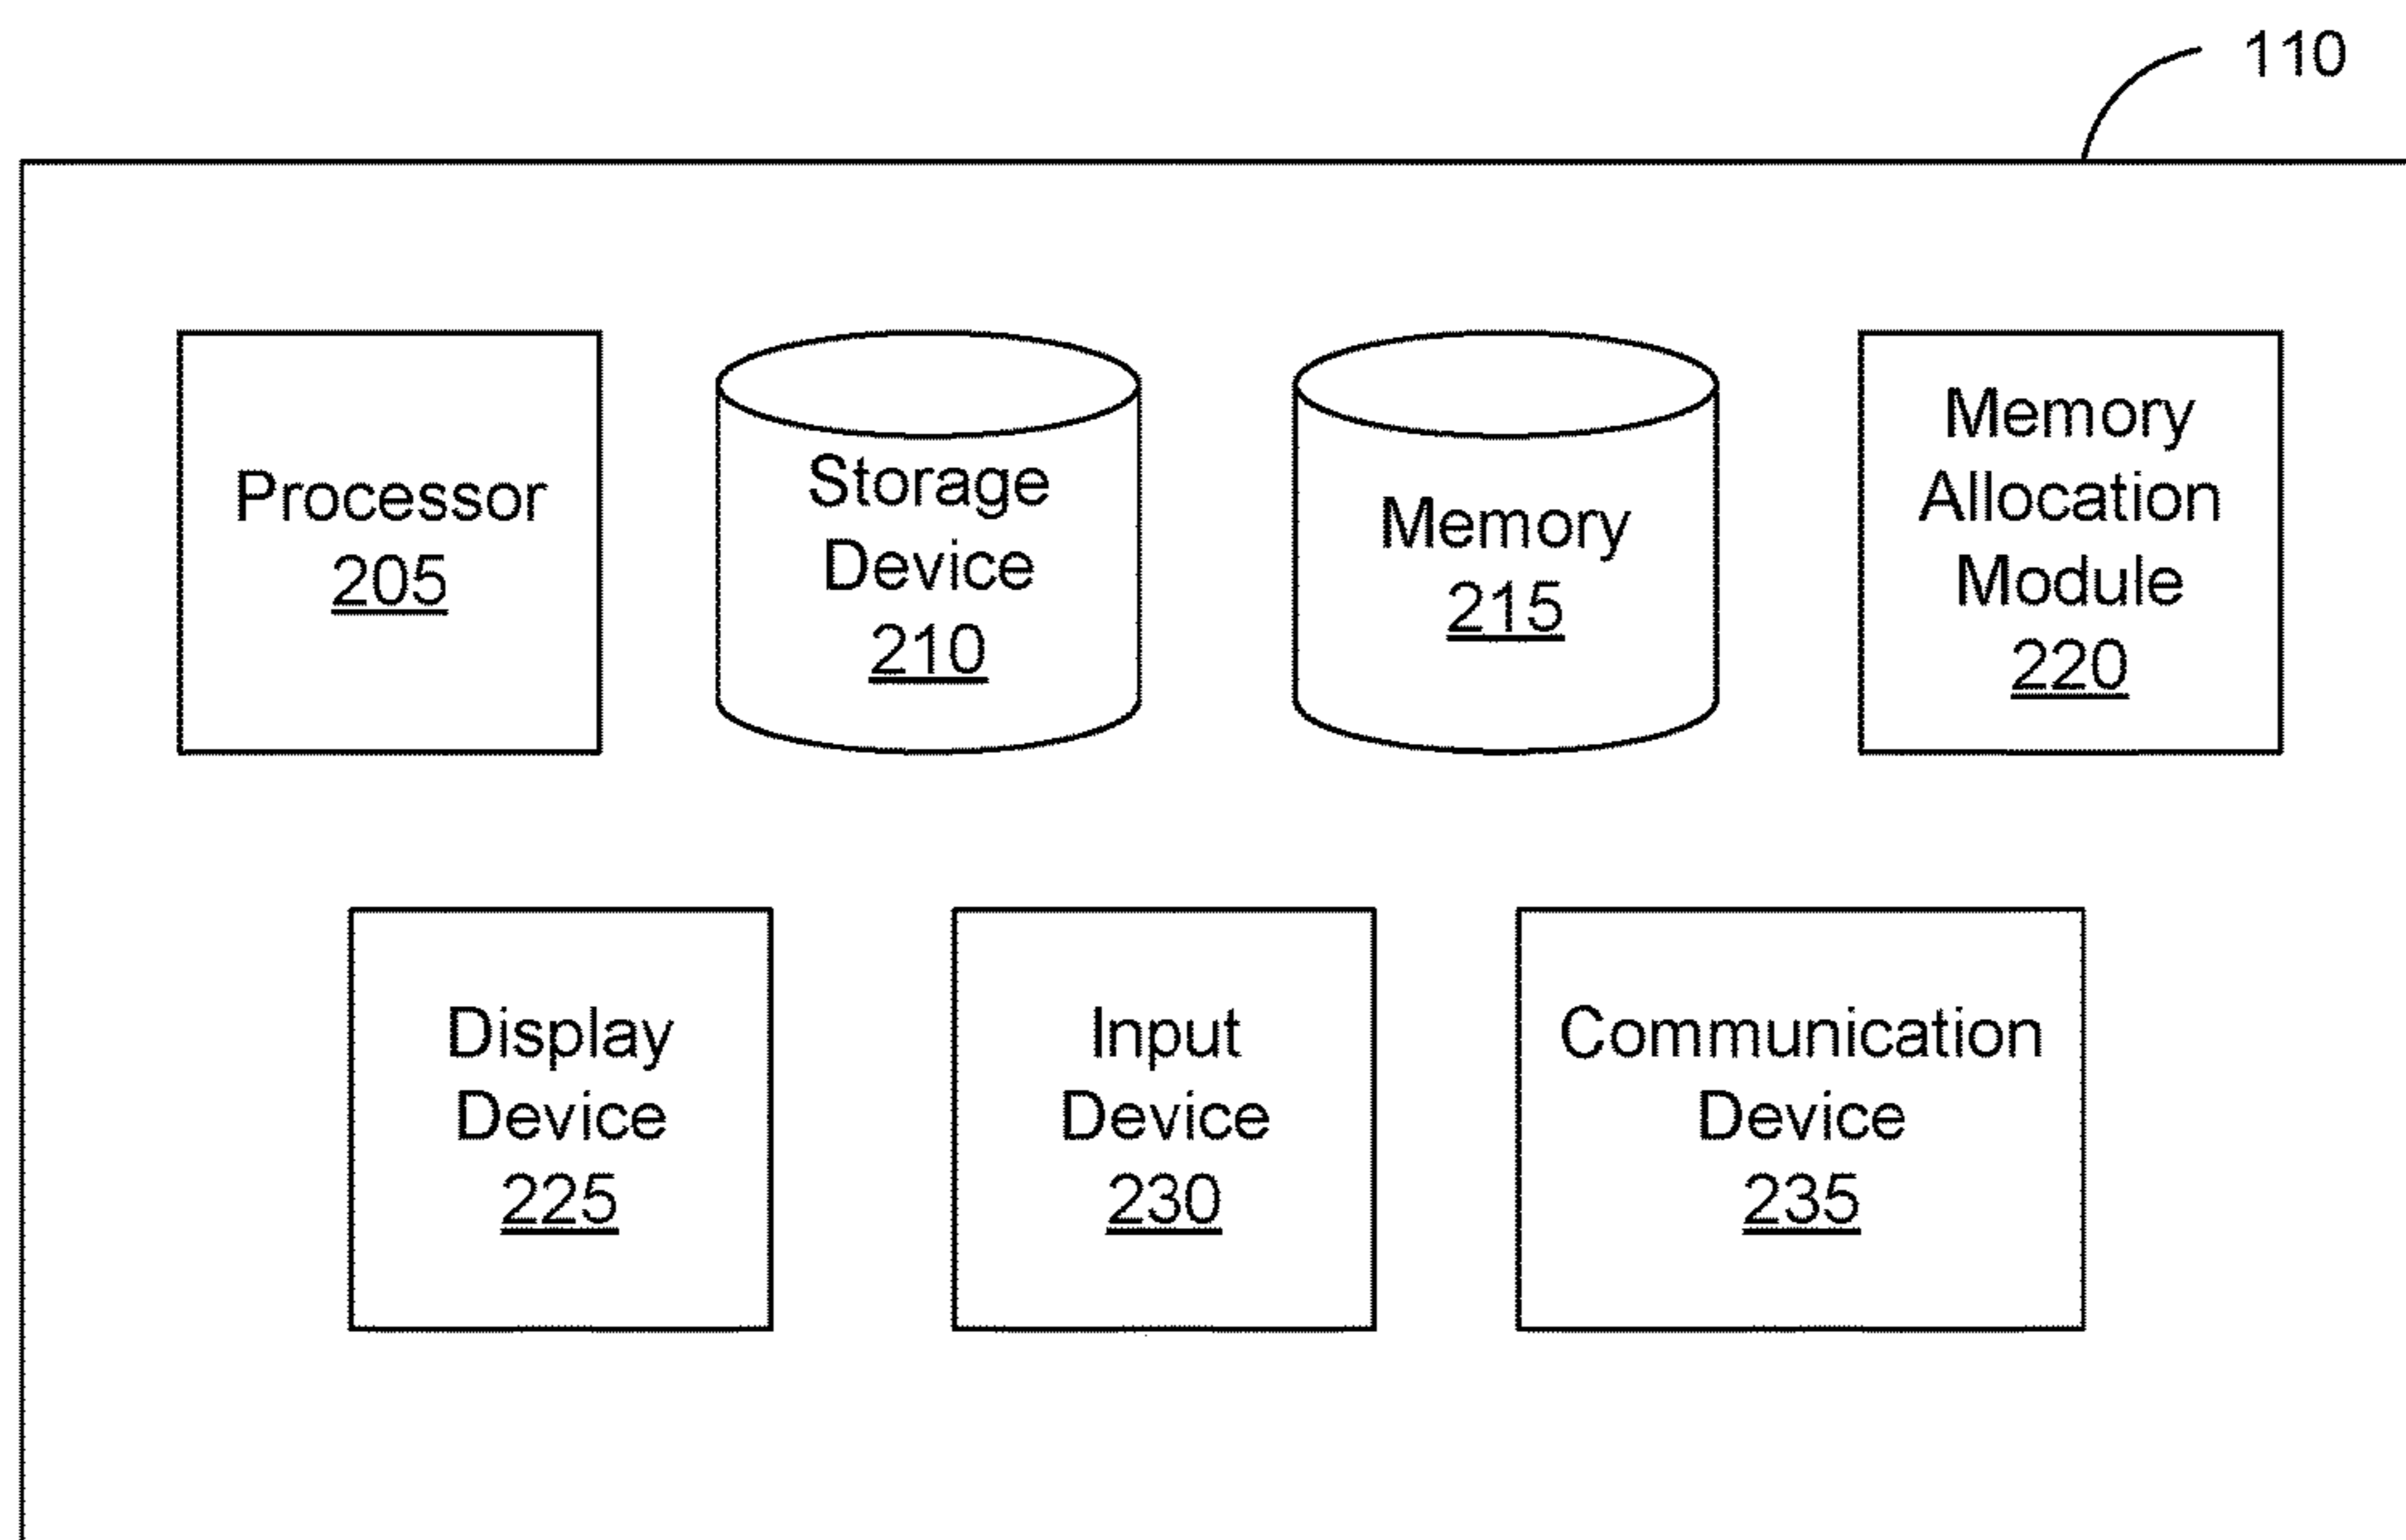 110
Processor
205
Storage
Device
210
Memory
215
Memory
Allocation
Module
220
Display
Device
225
Input
Device
230
Communication
Device
235